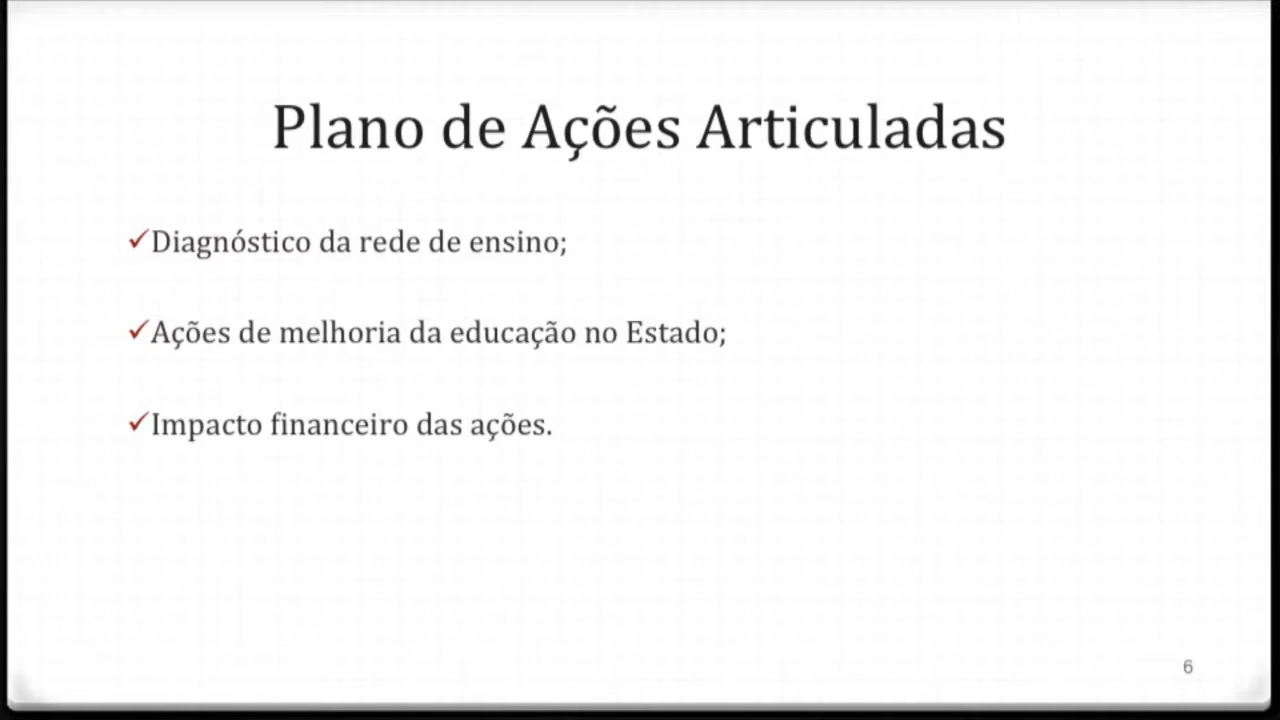 Plano de Ações Articuladas
✓Diagnóstico da rede de ensino;
✓Ações de melhoria da educação no Estado;
✓Impacto financeiro das ações.
6